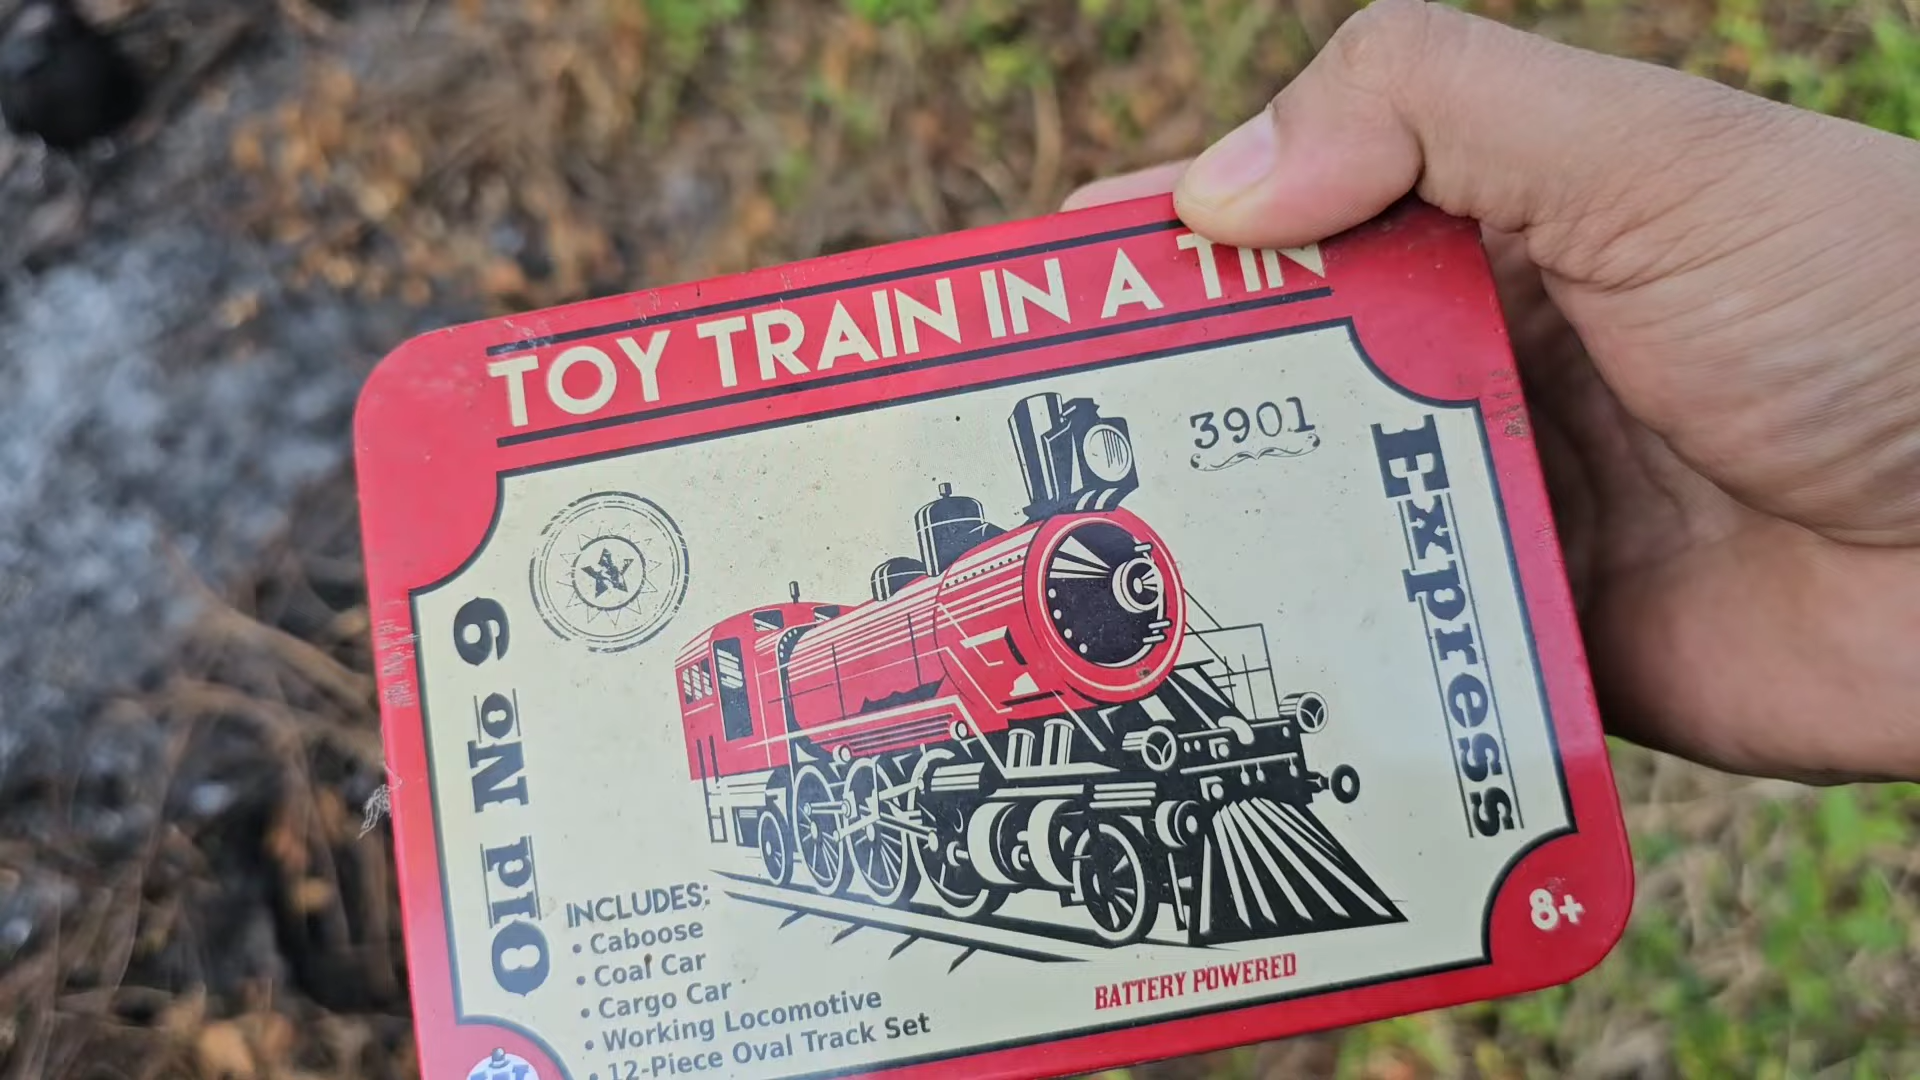 TOY TRAIN IN A TIN
3901
Express
Old No 9
INCLUDES:
• Caboose
• Coal Car
• Cargo Car
• Working Locomotive
• 12-Piece Oval Track Set
BATTERY POWERED
8+